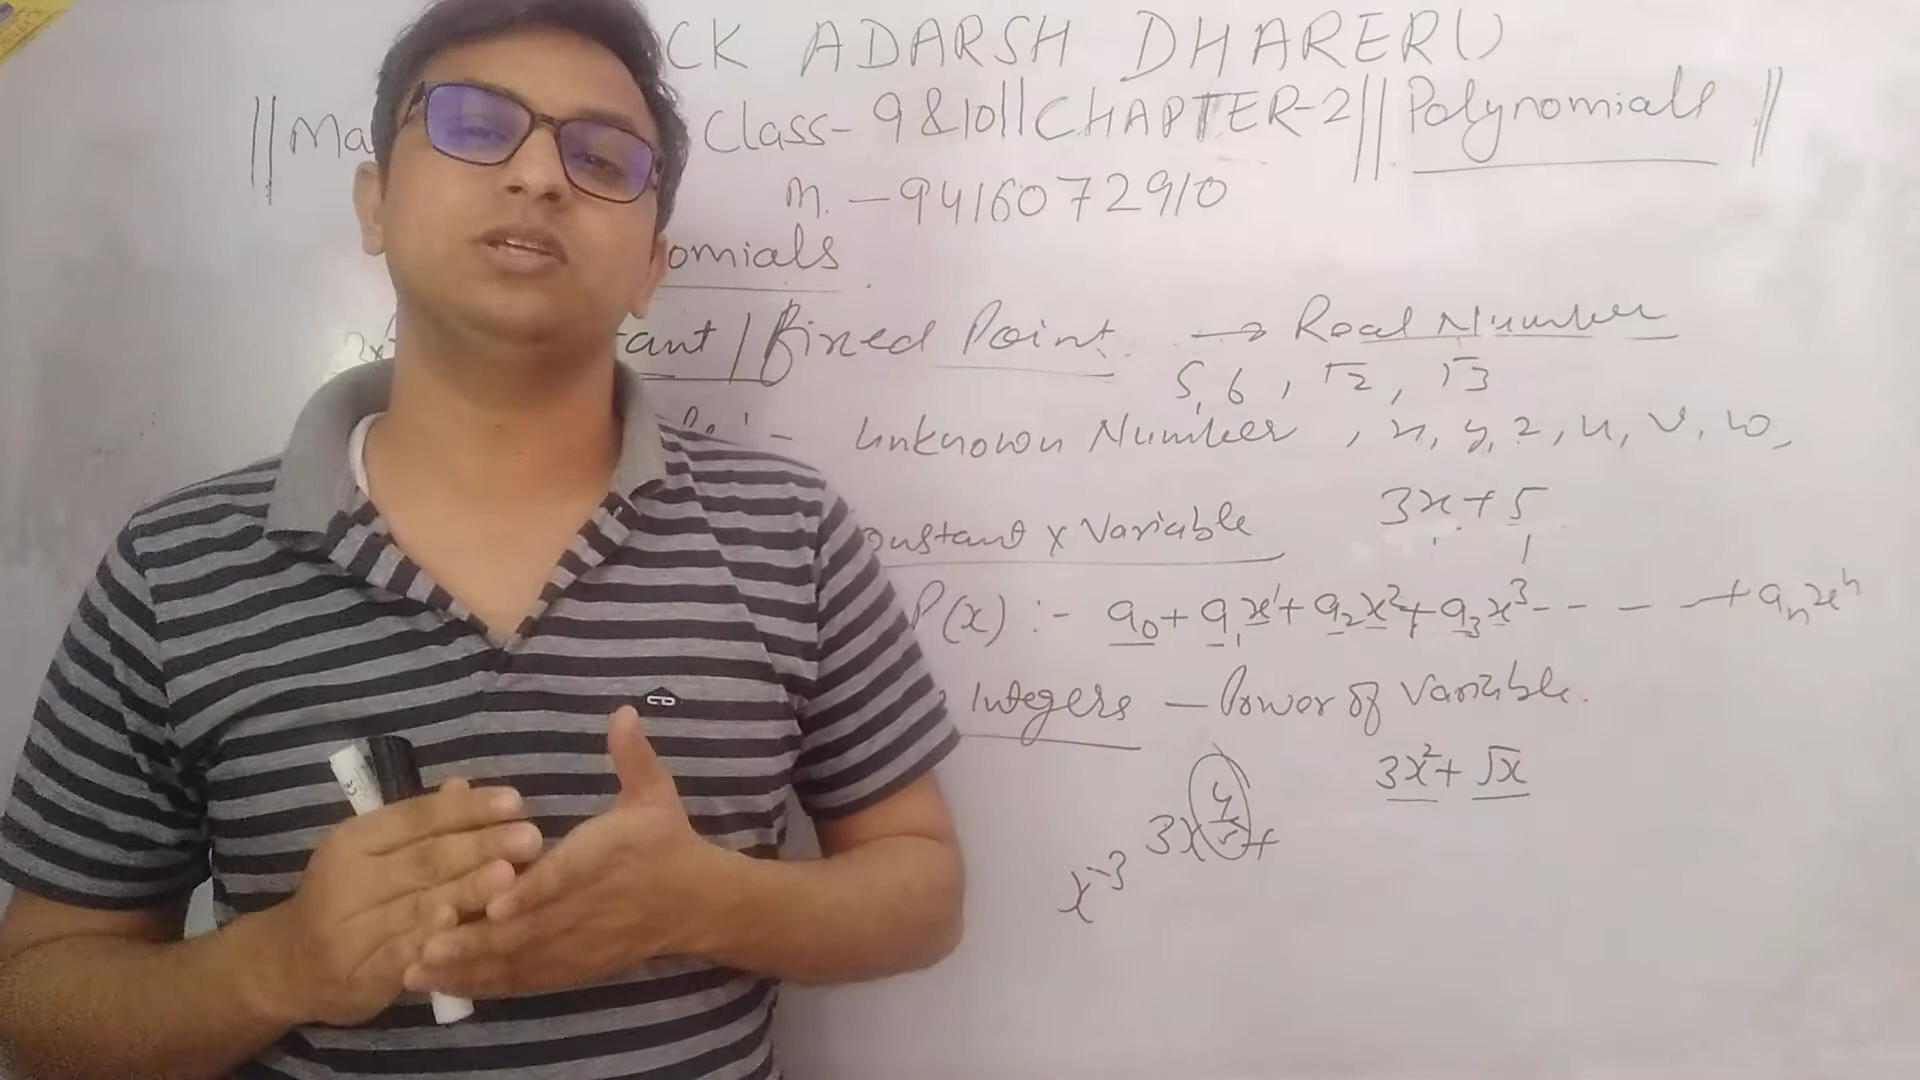 CK ADARSH DHARERU
|| Ma Class- 9 & 10 || CHAPTER-2 || Polynomials ||
M. - 9416072910
omials
2x tant / Fixed Point. → Real Number
5, 6, √2, √3
:- Unknown Number, x, y, z, u, v, w,
onstant x Variable 3x + 5
P(x) :- a₀ + a₁x¹ + a₂x² + a₃x³ - - - - + aₙxⁿ
Integers - Power of Variable.
3x² + √x
3x +
x⁻³
CD